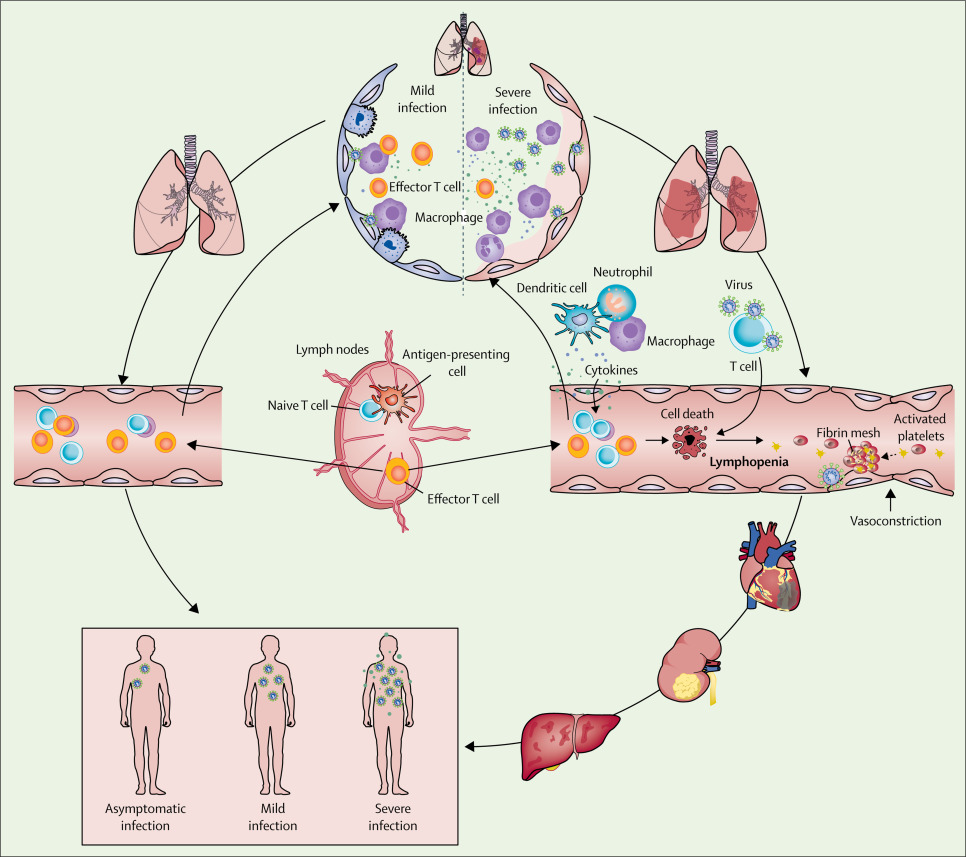 Mild
infection
Severe
infection
Effector T cell
Macrophage
Dendritic cell
Neutrophil
Macrophage
Virus
T cell
Lymph nodes
Antigen-presenting
cell
Naive T cell
Effector T cell
Cytokines
Cell death
Lymphopenia
Fibrin mesh
Activated
platelets
Vasoconstriction
Asymptomatic
infection
Mild
infection
Severe
infection